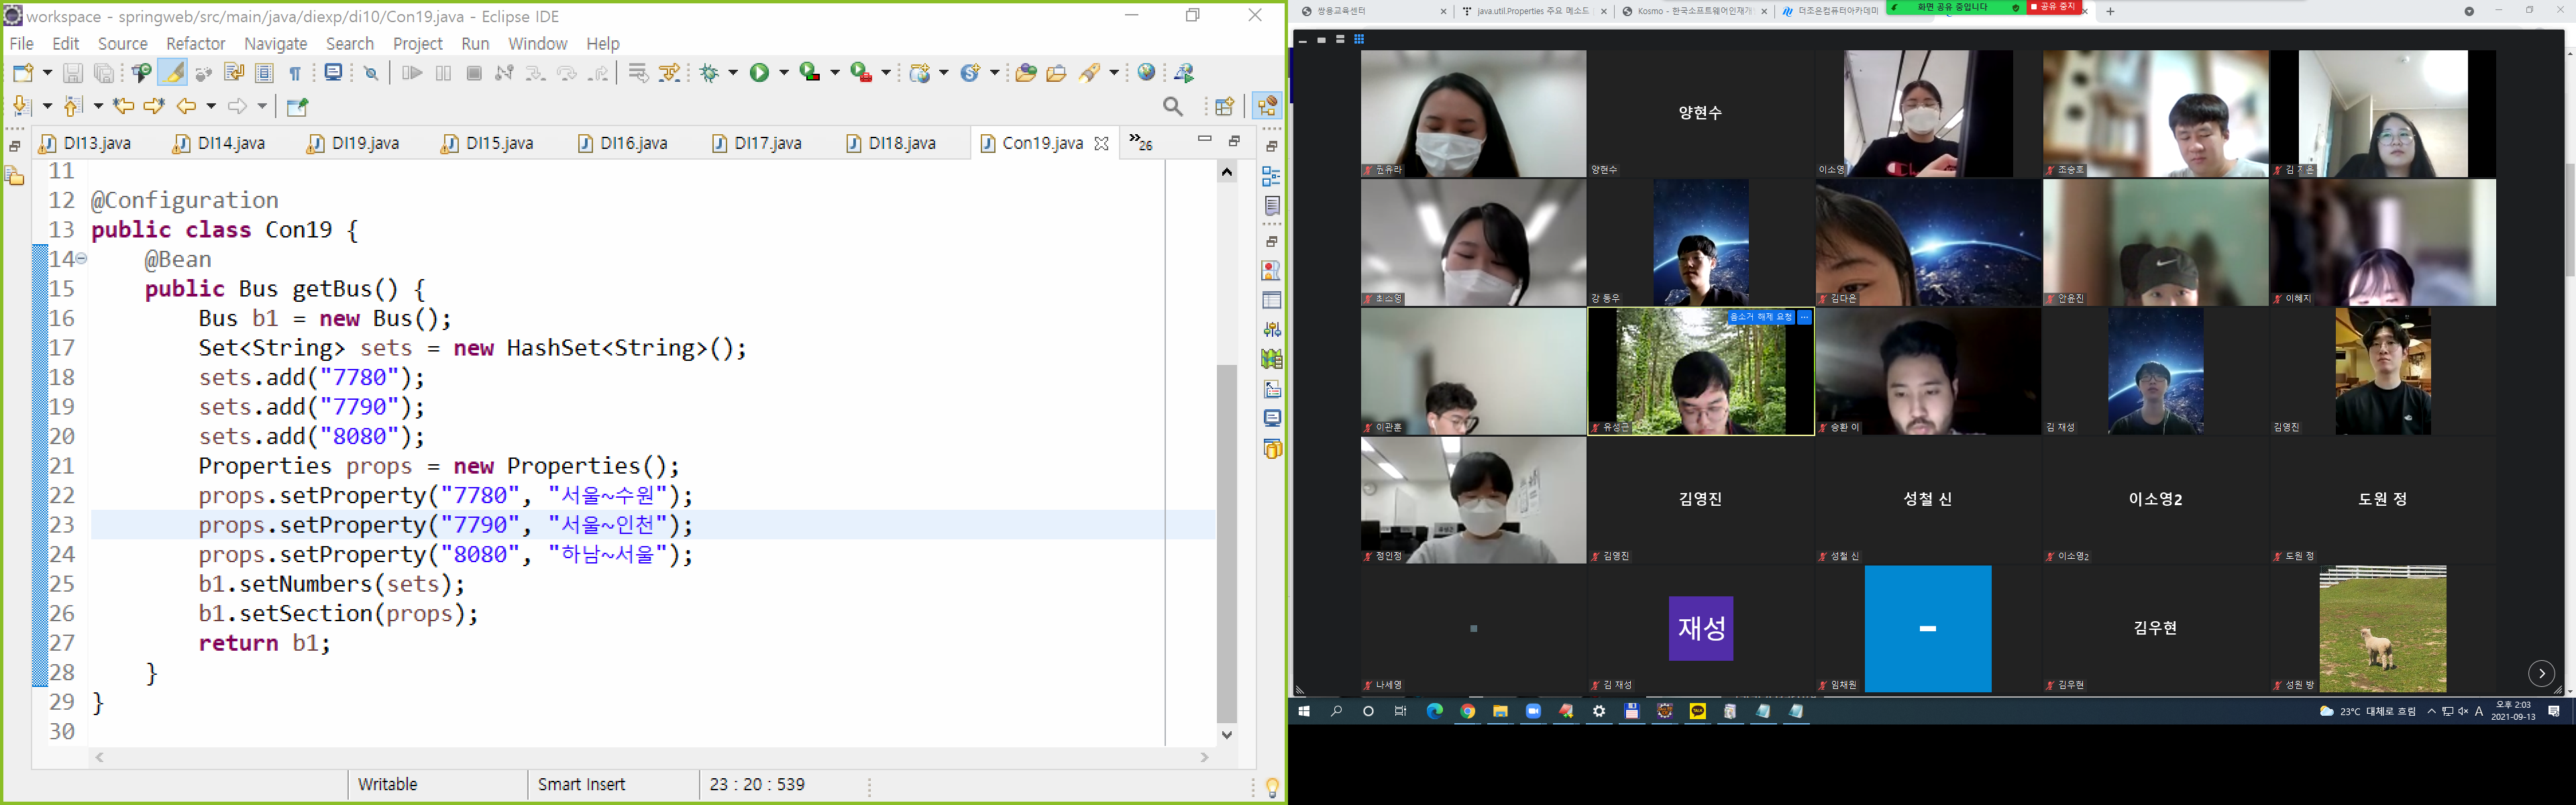 workspace - springweb/src/main/java/diexp/di10/Con19.java - Eclipse IDE
File Edit Source Refactor Navigate Search Project Run Window Help
DI13.java DI14.java DI19.java DI15.java DI16.java DI17.java DI18.java Con19.java »26
11
12 @Configuration
13 public class Con19 {
14 @Bean
15 public Bus getBus() {
16 Bus b1 = new Bus();
17 Set<String> sets = new HashSet<String>();
18 sets.add("7780");
19 sets.add("7790");
20 sets.add("8080");
21 Properties props = new Properties();
22 props.setProperty("7780", "서울~수원");
23 props.setProperty("7790", "서울~인천");
24 props.setProperty("8080", "하남~서울");
25 b1.setNumbers(sets);
26 b1.setSection(props);
27 return b1;
28 }
29 }
30
Writable Smart Insert 23 : 20 : 539
쌍용교육센터 java.util.Properties 주요 메소드 Kosmo - 한국소프트웨어인재개 더조은컴퓨터아카데미 화면 공유 중입니다 공유 중지
양현수
양현수 이소영 조승호
최소영 강 동우 김다은 안윤진 이혜지
음소거 해제 요청 ...
이관훈 유성근 승환 이 김 재성 김영진
김영진 성철 신 이소영2 도원 정
정인정 김영진 성철 신 이소영2 도원 정
재성 김우현
나세영 김 재성 임채원 김우현 성원 방
TALK
23°C 대체로 흐림 A 오후 2:03
2021-09-13